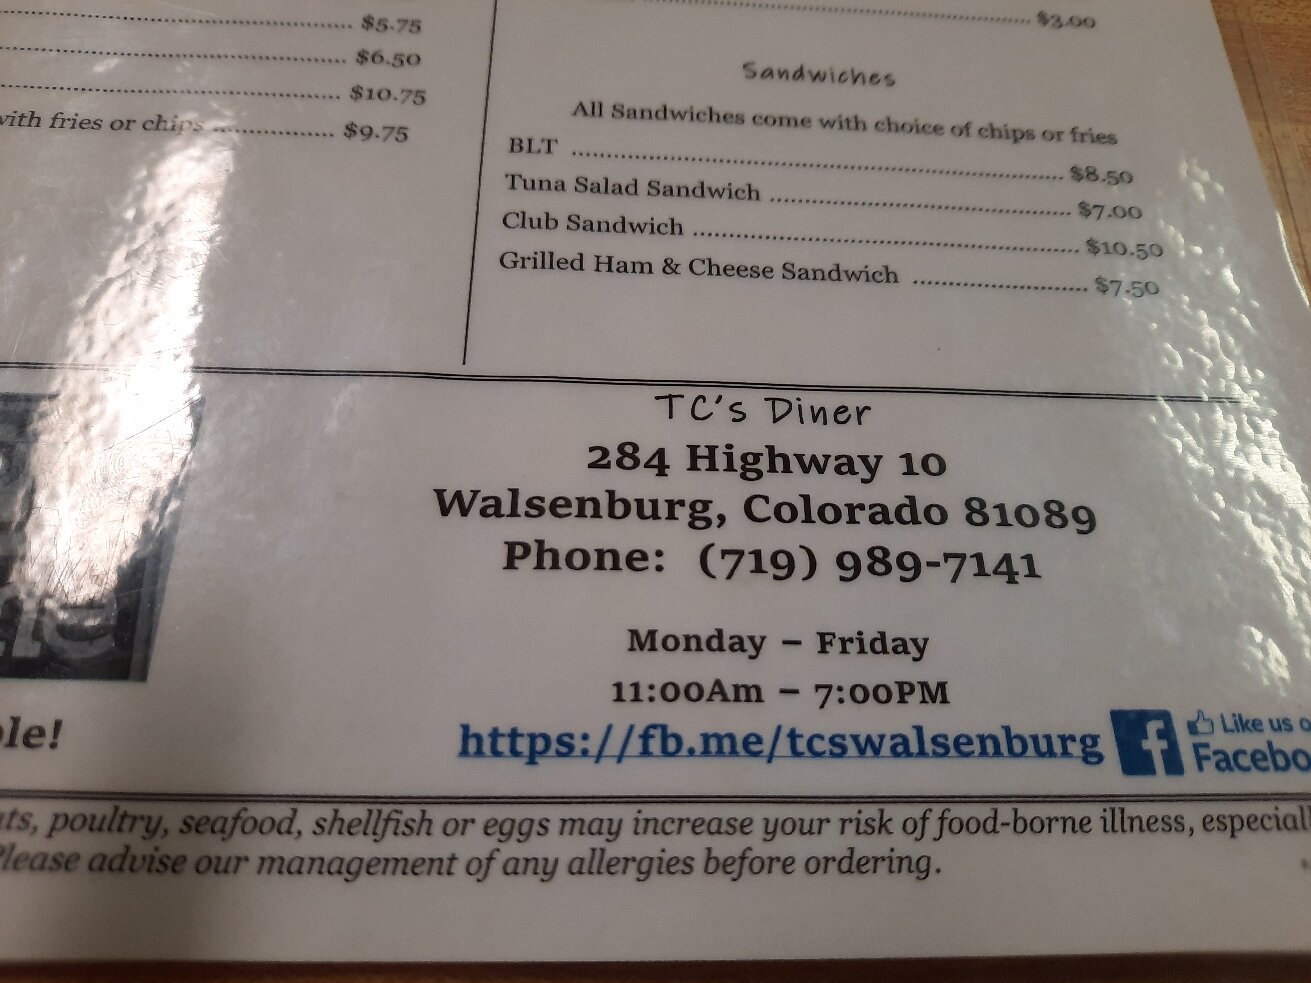 $5.75
$6.50
$10.75
with fries or chips $9.75
$3.00
Sandwiches
All Sandwiches come with choice of chips or fries
BLT $8.50
Tuna Salad Sandwich $7.00
Club Sandwich $10.50
Grilled Ham & Cheese Sandwich $7.50
TC's Diner
284 Highway 10
Walsenburg, Colorado 81089
Phone: (719) 989-7141
Monday – Friday
11:00Am – 7:00PM
https://fb.me/tcswalsenburg
Like us o
Facebo
ole!
ats, poultry, seafood, shellfish or eggs may increase your risk of food-borne illness, especiall
Please advise our management of any allergies before ordering.